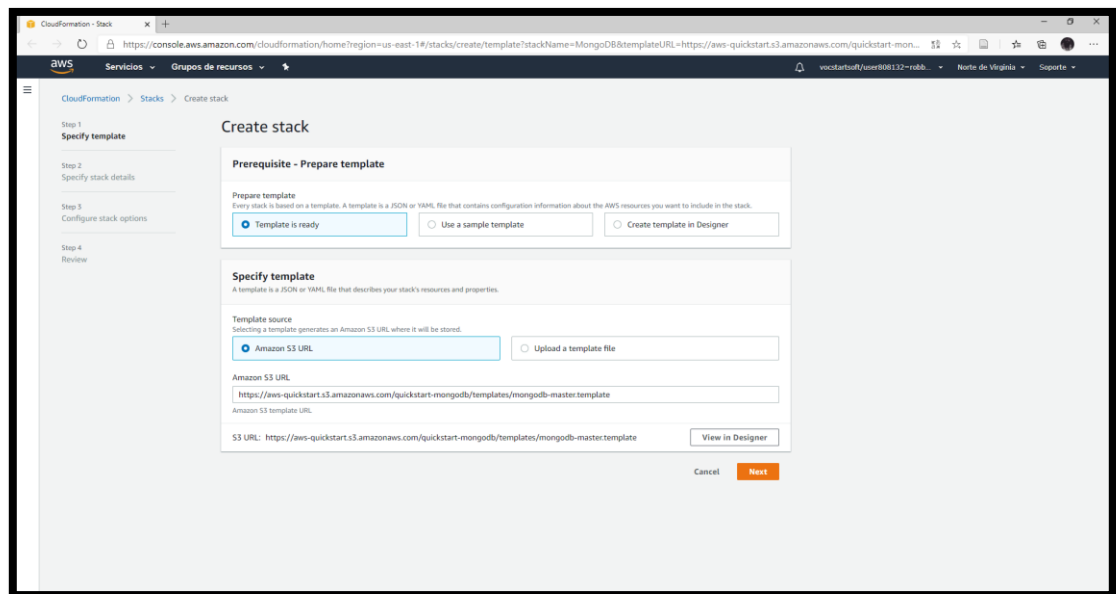 CloudFormation - Stack
https://console.aws.amazon.com/cloudformation/home?region=us-east-1#/stacks/create/template?stackName=MongoDB&templateURL=https://aws-quickstart.s3.amazonaws.com/quickstart-mon...
aws Servicios Grupos de recursos vocstartsoft/user808132=robb... Norte de Virginia Soporte
CloudFormation > Stacks > Create stack
Step 1
Specify template
Step 2
Specify stack details
Step 3
Configure stack options
Step 4
Review
Create stack
Prerequisite - Prepare template
Prepare template
Every stack is based on a template. A template is a JSON or YAML file that contains configuration information about the AWS resources you want to include in the stack.
Template is ready
Use a sample template
Create template in Designer
Specify template
A template is a JSON or YAML file that describes your stack's resources and properties.
Template source
Selecting a template generates an Amazon S3 URL where it will be stored.
Amazon S3 URL
Upload a template file
Amazon S3 URL
https://aws-quickstart.s3.amazonaws.com/quickstart-mongodb/templates/mongodb-master.template
Amazon S3 template URL
S3 URL: https://aws-quickstart.s3.amazonaws.com/quickstart-mongodb/templates/mongodb-master.template
View in Designer
Cancel
Next